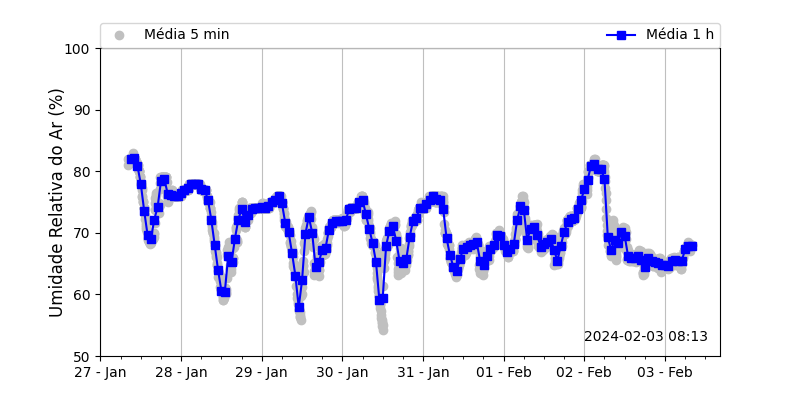 Média 5 min
Média 1 h
Umidade Relativa do Ar (%)
100
90
80
70
60
50
2024-02-03 08:13
27 - Jan
28 - Jan
29 - Jan
30 - Jan
31 - Jan
01 - Feb
02 - Feb
03 - Feb